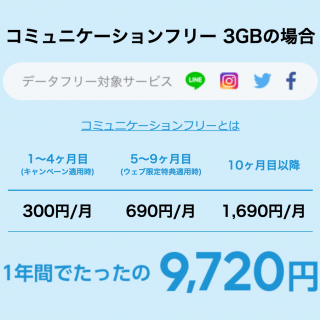 コミュニケーションフリー 3GBの場合
データフリー対象サービス LINE
コミュニケーションフリーとは
1〜4ヶ月目 5〜9ヶ月目 10ヶ月目以降
(キャンペーン適用時) (ウェブ限定特典適用時)
300円/月 690円/月 1,690円/月
1年間でたったの 9,720円